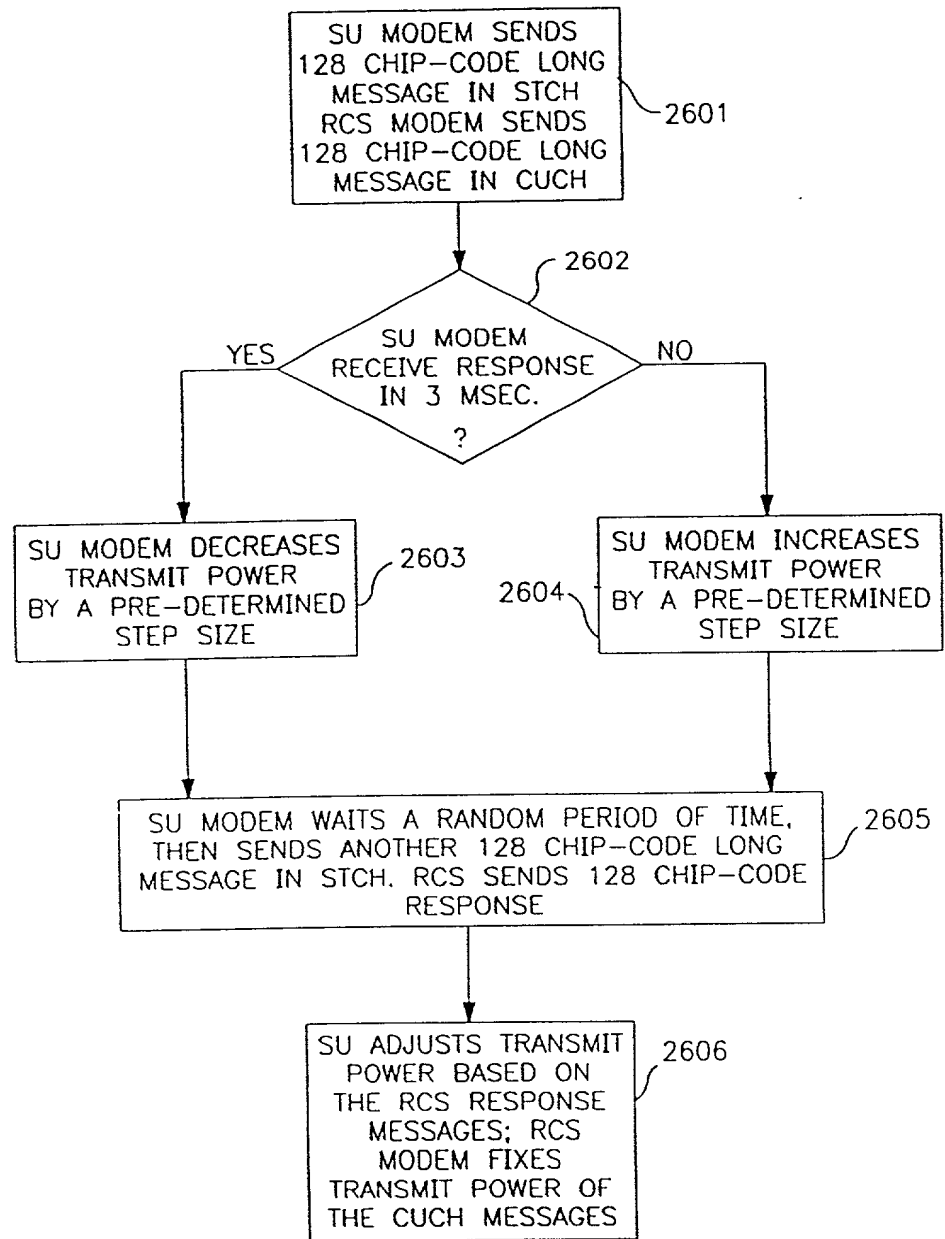 SU MODEM SENDS
128 CHIP-CODE LONG
MESSAGE IN STCH
RCS MODEM SENDS
128 CHIP-CODE LONG
MESSAGE IN CUCH
2601
2602
SU MODEM
RECEIVE RESPONSE
IN 3 MSEC.
?
YES
NO
SU MODEM DECREASES
TRANSMIT POWER
BY A PRE-DETERMINED
STEP SIZE
2603
SU MODEM INCREASES
TRANSMIT POWER
BY A PRE-DETERMINED
STEP SIZE
2604
SU MODEM WAITS A RANDOM PERIOD OF TIME,
THEN SENDS ANOTHER 128 CHIP-CODE LONG
MESSAGE IN STCH. RCS SENDS 128 CHIP-CODE
RESPONSE
2605
SU ADJUSTS TRANSMIT
POWER BASED ON
THE RCS RESPONSE
MESSAGES; RCS
MODEM FIXES
TRANSMIT POWER OF
THE CUCH MESSAGES
2606